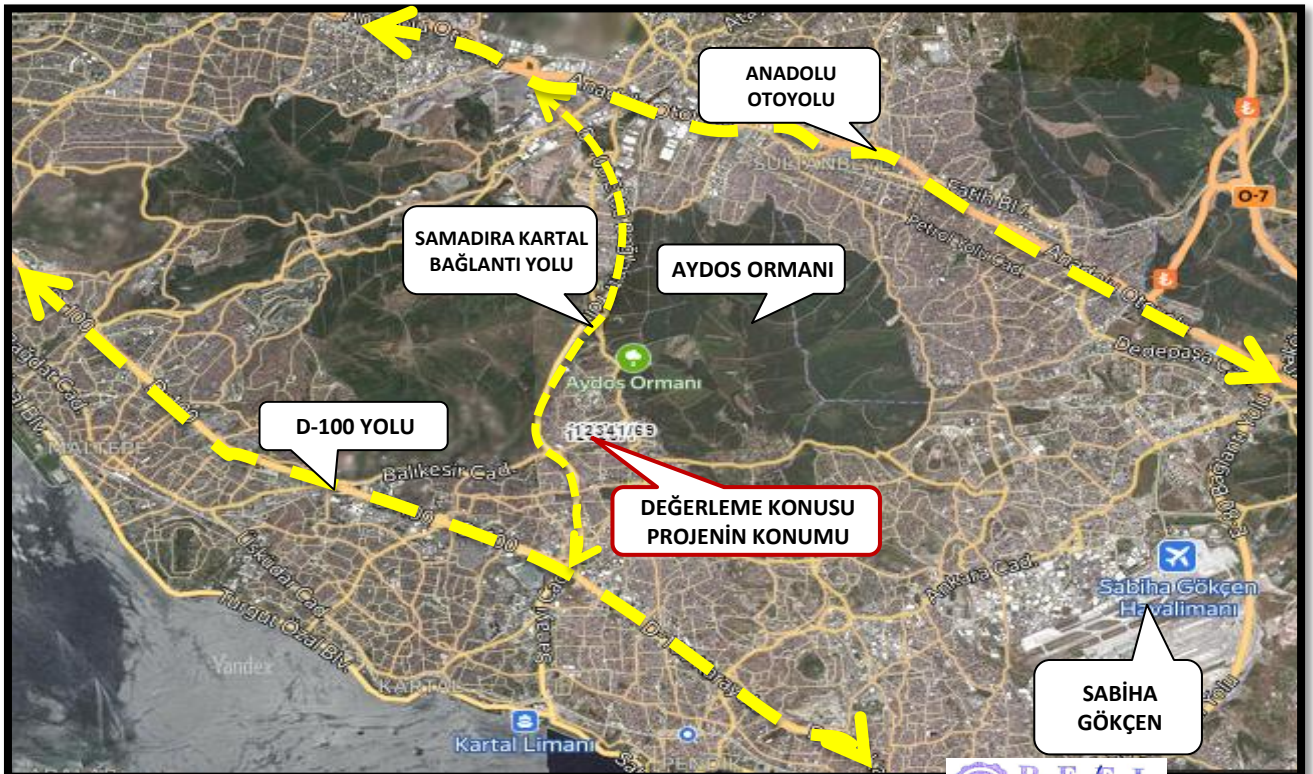 ANADOLU
OTOYOLU
SULTANBEYLİ
Fatih Blv.
O-7
Petrol Yolu Cad.
SAMADIRA KARTAL
BAĞLANTI YOLU
AYDOS ORMANI
Aydos Ormanı
D-100 YOLU
MALTEPE
Balıkesir Cad.
DEĞERLEME KONUSU
PROJENİN KONUMU
Üsküdar Cad.
Turgut Özal Blv.
Ankara Cad.
Sabiha Gökçen
Havalimanı
Yandex
KARTAL
SABİHA
GÖKÇEN
Kartal Limanı
PENDİK